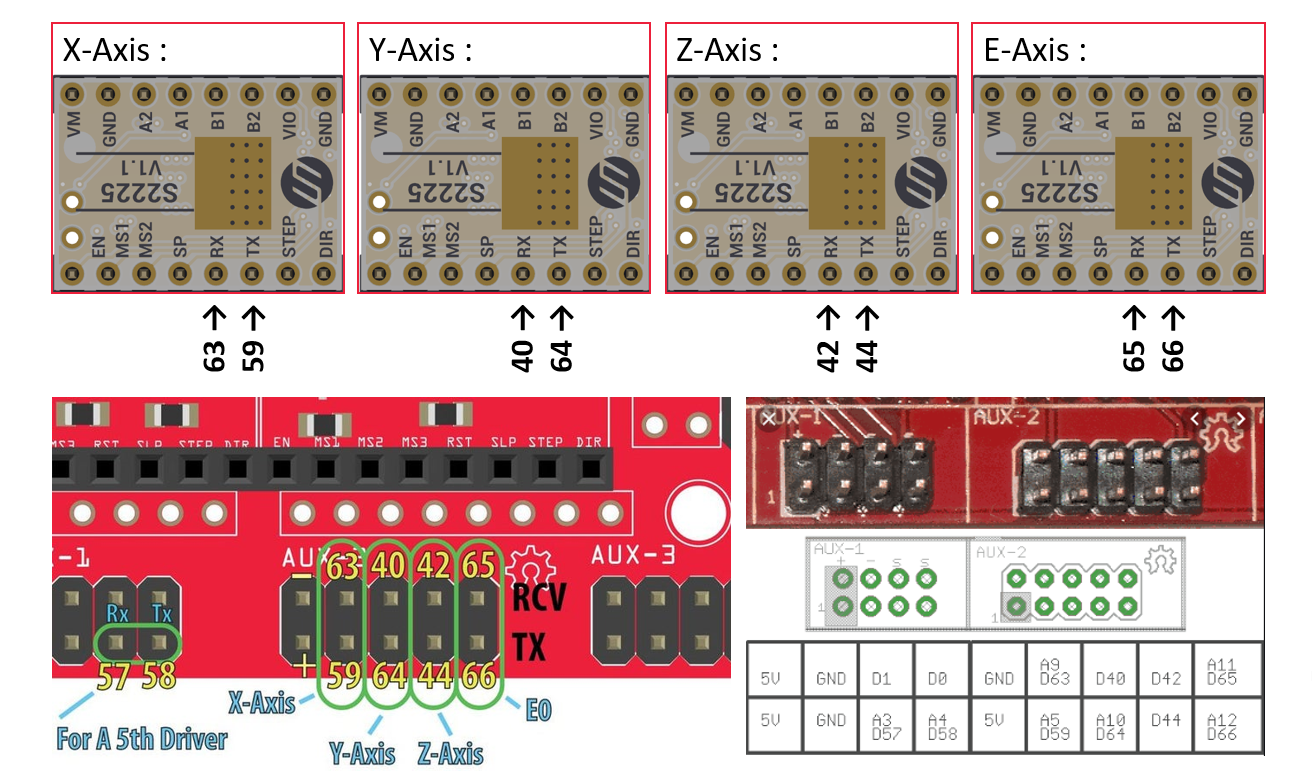 X-Axis :
Y-Axis :
Z-Axis :
E-Axis :
VM GND A2 A1 B1 B2 VIO GND
VM GND A2 A1 B1 B2 VIO GND
VM GND A2 A1 B1 B2 VIO GND
VM GND A2 A1 B1 B2 VIO GND
V1.1
S2225
V1.1
S2225
V1.1
S2225
V1.1
S2225
EN MS1 MS2 SP RX TX STEP DIR
EN MS1 MS2 SP RX TX STEP DIR
EN MS1 MS2 SP RX TX STEP DIR
EN MS1 MS2 SP RX TX STEP DIR
63 → 59 →
40 → 64 →
42 → 44 →
65 → 66 →
MS3 RST SLP STEP DIR
EN MS1 MS2 MS3 RST SLP STEP DIR
-1
AUX-
AUX-3
− 63 40 42 65
RCV
Rx Tx
TX
57 58
+ 59 64 44 66
X-Axis
E0
For A 5th Driver
Y-Axis Z-Axis
AUX-1 AUX-2
1
AUX-1 AUX-2
+ - S S
1 1
5V GND D1 D0 GND A9 D63 D40 D42 A11 D65
5V GND A3 D57 A4 D58 5V A5 D59 A10 D64 D44 A12 D66